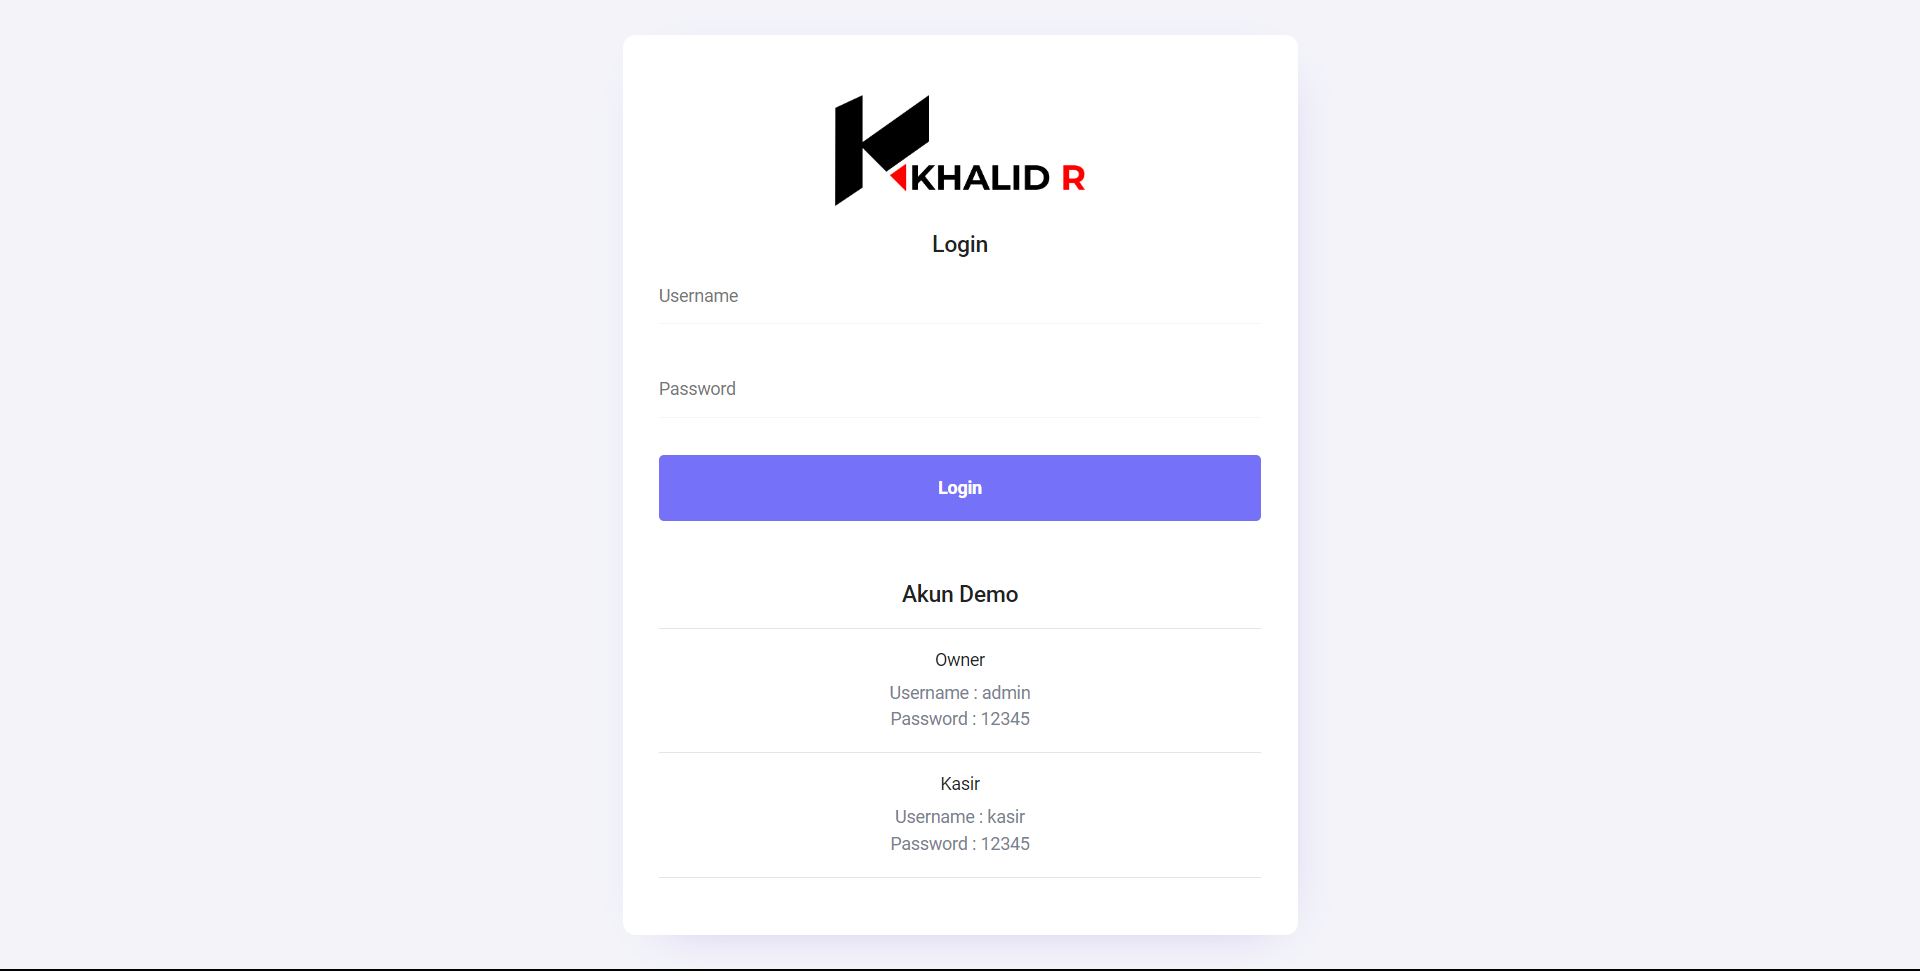 KHALID R
Login
Username
Password
Login
Akun Demo
Owner
Username : admin
Password : 12345
Kasir
Username : kasir
Password : 12345